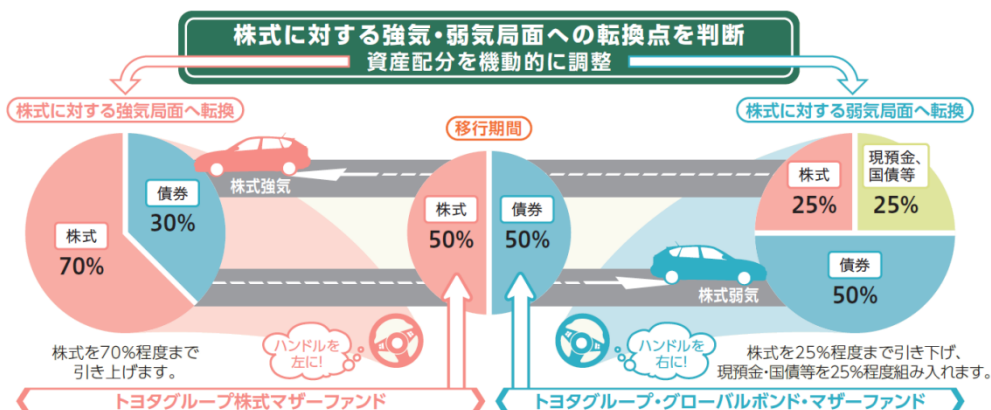 株式に対する強気・弱気局面への転換点を判断
資産配分を機動的に調整
株式に対する強気局面へ転換
移行期間
株式に対する弱気局面へ転換
株式
70%
債券
30%
株式強気
株式
50%
債券
50%
株式
25%
現預金、
国債等
25%
債券
50%
株式弱気
ハンドルを
左に!
ハンドルを
右に!
株式を70%程度まで
引き上げます。
株式を25%程度まで引き下げ、
現預金・国債等を25%程度組み入れます。
トヨタグループ株式マザーファンド
トヨタグループ・グローバルボンド・マザーファンド